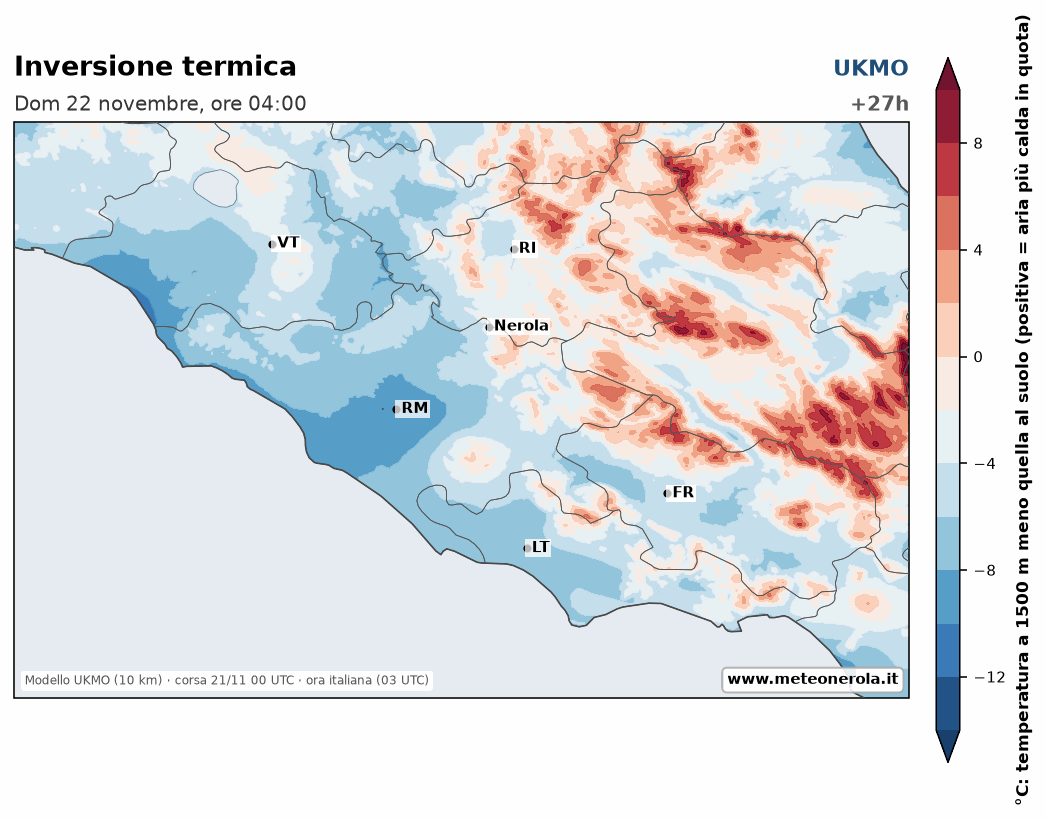 Inversione termica
UKMO
Dom 22 novembre, ore 04:00
+27h
VT
RI
Nerola
RM
FR
LT
Modello UKMO (10 km) · corsa 21/11 00 UTC · ora italiana (03 UTC)
www.meteonerola.it
8
4
0
−4
−8
−12
°C: temperatura a 1500 m meno quella al suolo (positiva = aria più calda in quota)